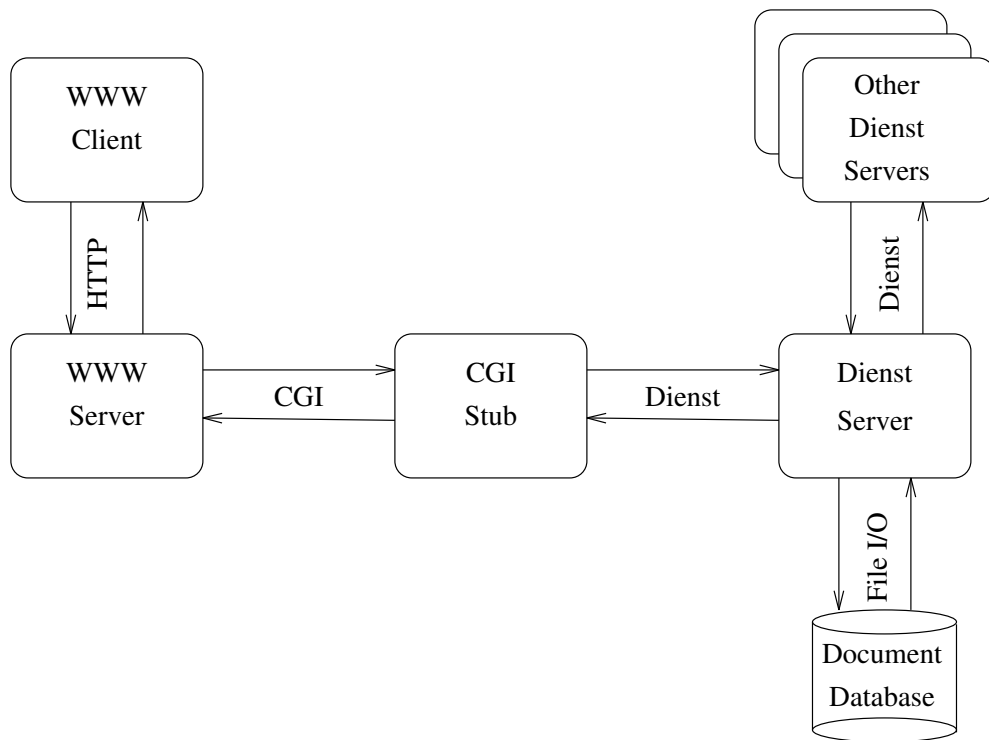 WWW
Client
Other
Dienst
Servers
HTTP
Dienst
WWW
Server
CGI
CGI
Stub
Dienst
Dienst
Server
File I/O
Document
Database